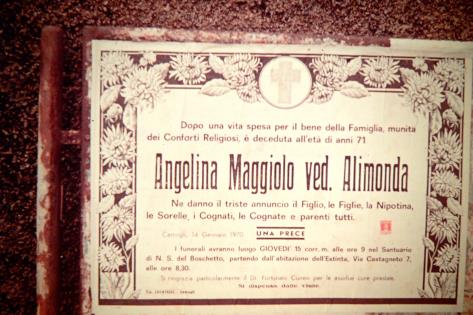 Dopo una vita spesa per il bene della Famiglia, munita
dei Conforti Religiosi, è deceduta all'età di anni 71
Angelina Maggiolo ved. Alimonda
Ne danno il triste annuncio il Figlio, le Figlie, la Nipotina,
le Sorelle, i Cognati, le Cognate e parenti tutti.
Camogli, 14 Gennaio 1970
UNA PRECE
I funerali avranno luogo GIOVEDI' 15 corr. m. alle ore 9 nel Santuario
di N. S. del Boschetto, partendo dall'abitazione dell'Estinta, Via Castagneto 7,
alle ore 8,30.
Si ringrazia particolarmente il Dr. Fortunato Cuneo per le assidue cure prestate.
Si dispensa dalle visite.